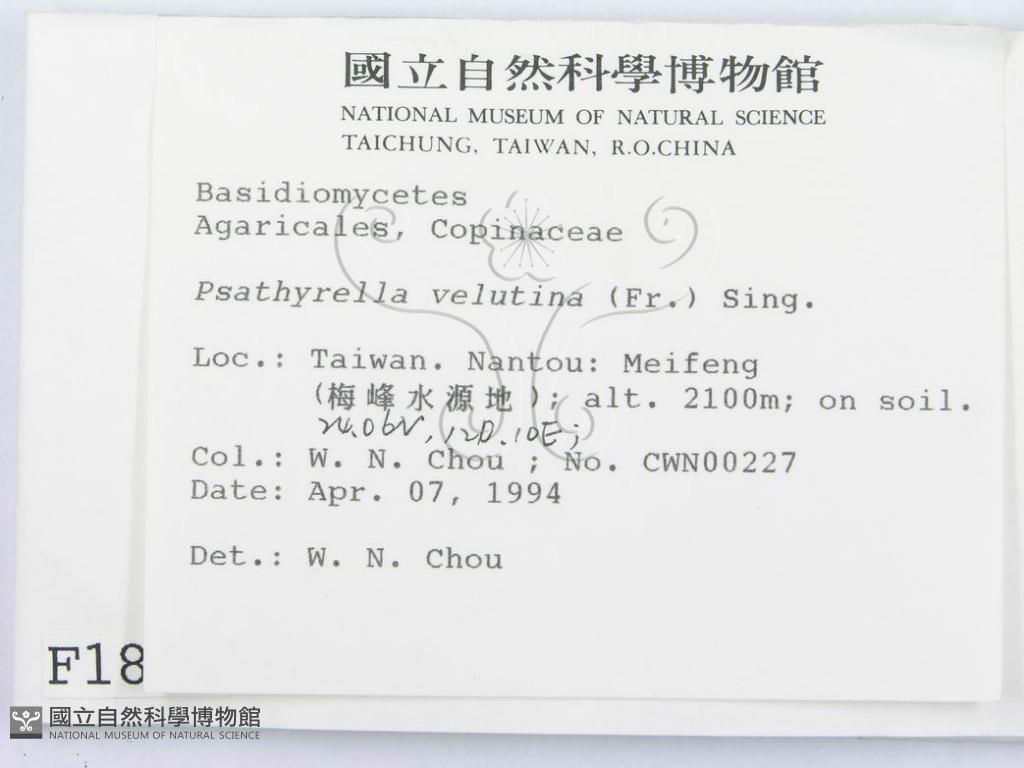 國立自然科學博物館
NATIONAL MUSEUM OF NATURAL SCIENCE
TAICHUNG, TAIWAN, R.O.CHINA
Basidiomycetes
Agaricales, Copinaceae
Psathyrella velutina (Fr.) Sing.
Loc.: Taiwan. Nantou: Meifeng
(梅峰水源地); alt. 2100m; on soil.
24.06N, 120.10E;
Col.: W. N. Chou ; No. CWN00227
Date: Apr. 07, 1994
Det.: W. N. Chou
F18
國立自然科學博物館
NATIONAL MUSEUM OF NATURAL SCIENCE